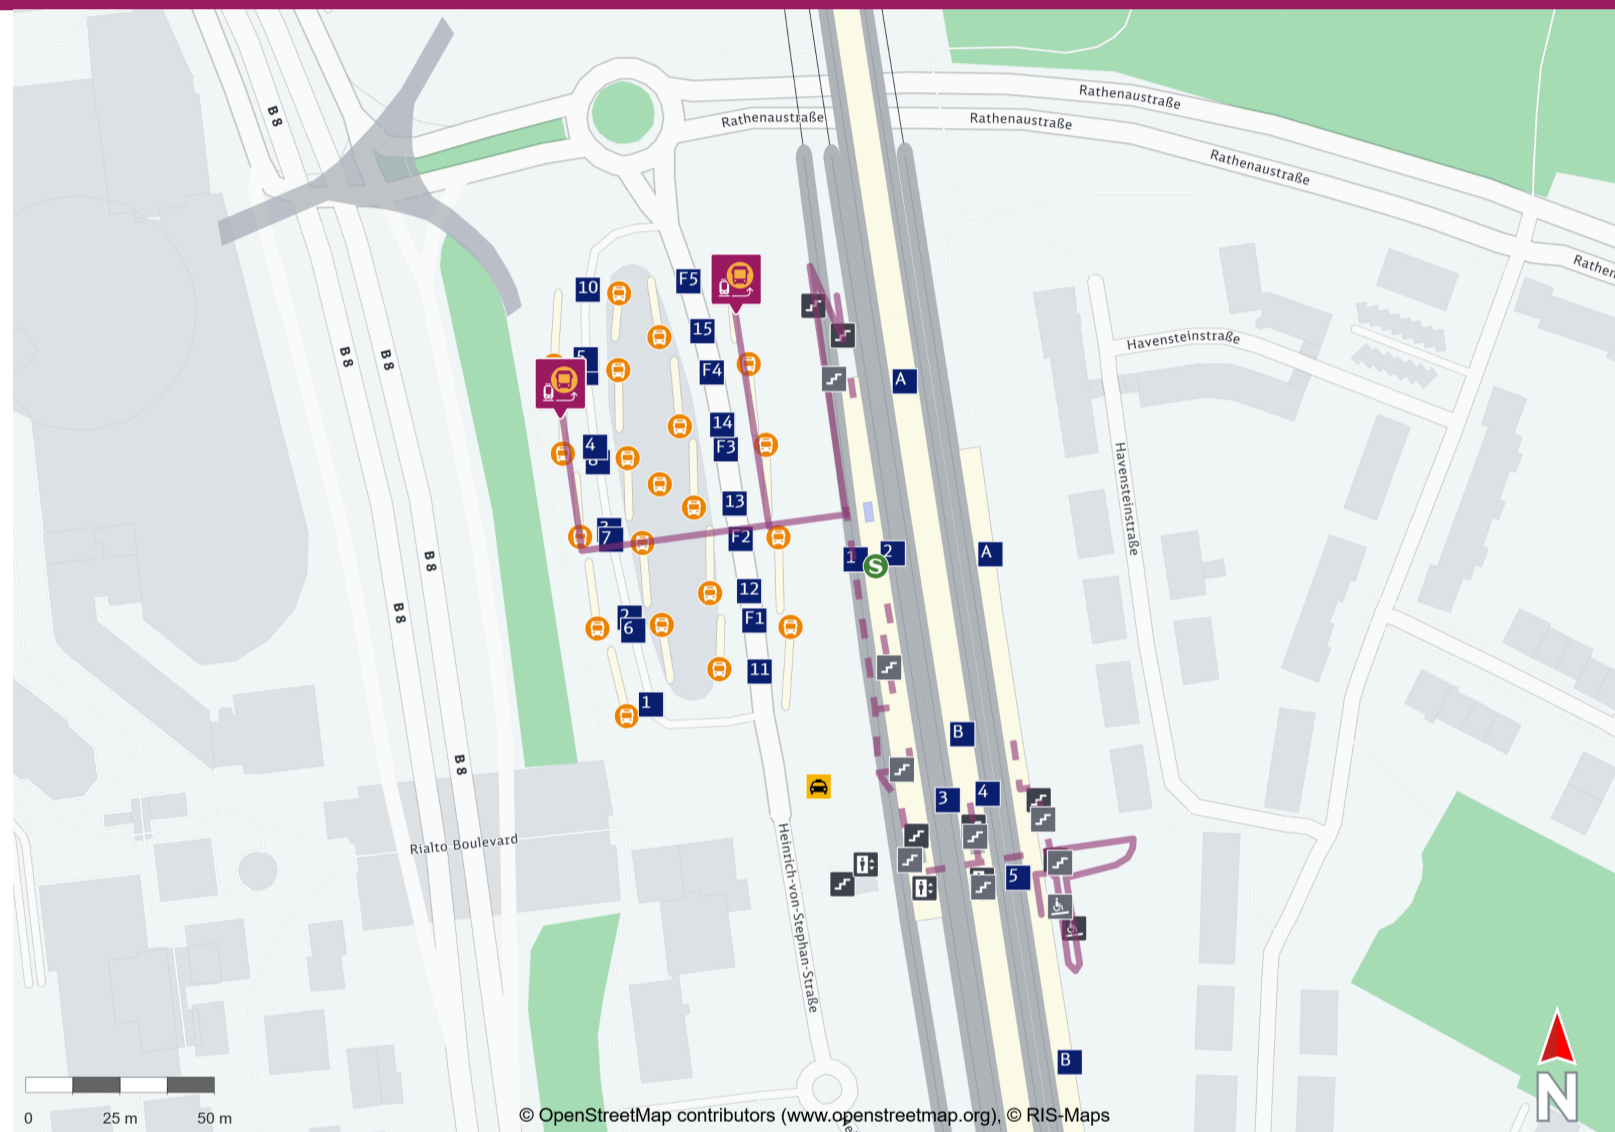 Rathenaustraße
B 8
Rathenaustraße
Rathenaustraße
Rathenaustraße
Rathen
F5
10
15
Havensteinstraße
B 8
B 8
5
F4
A
14
4
F3
8
Havensteinstraße
13
7
F2
1
2
A
S
B 8
12
B 8
2
F1
6
11
1
B
B 8
3
4
Rialto Boulevard
5
Heinrich-von-Stephan-Straße
B
N
0
25 m
50 m
© OpenStreetMap contributors (www.openstreetmap.org), © RIS-Maps